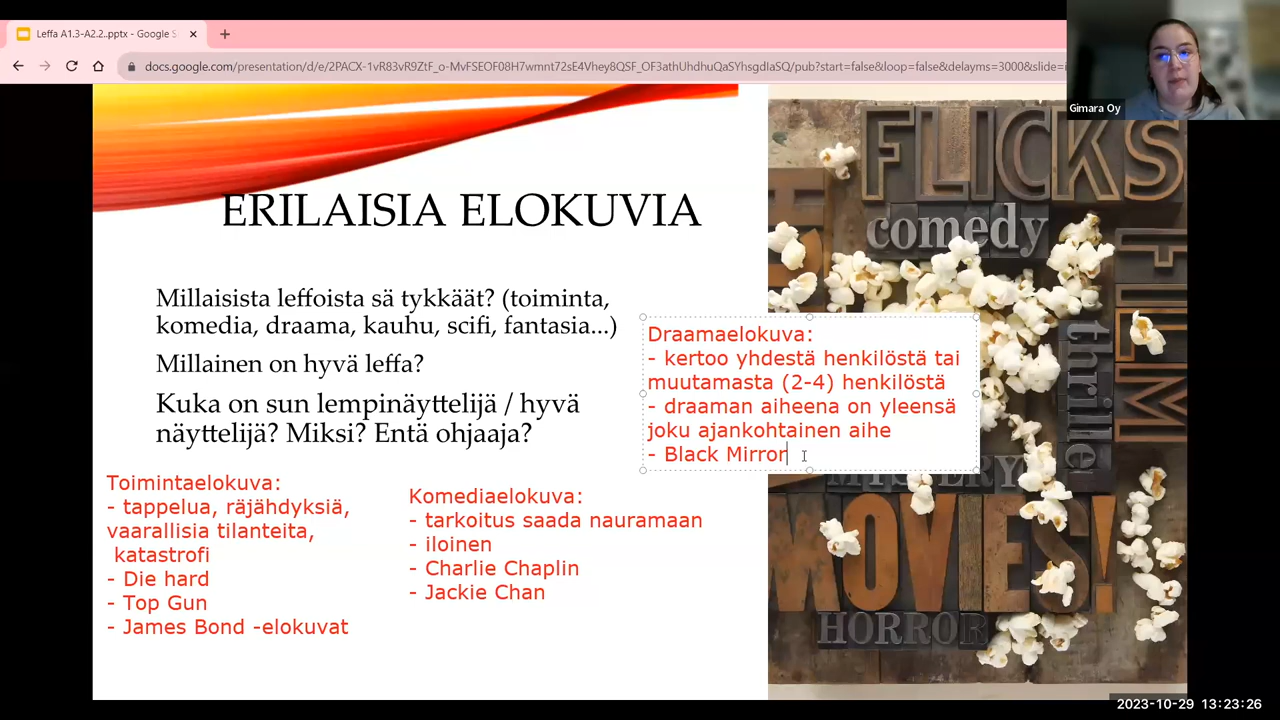 Leffa A1.3-A2.2..pptx - Google S
docs.google.com/presentation/d/e/2PACX-1vR83vR9ZtF_o-MvPHDF08H7wmnt72sE4Vhey8QSF_OF3athUhdhuQaSYhsgdIaSQ/pub?start=false&loop=false&delayms=3000&slide=i
Gimara Oy
ERILAISIA ELOKUVIA
Millaisista leffoista sä tykkäät? (toiminta,
komedia, draama, kauhu, scifi, fantasia...)
Millainen on hyvä leffa?
Kuka on sun lempinäyttelijä / hyvä
näyttelijä? Miksi? Entä ohjaaja?
Draamaelokuva:
- kertoo yhdestä henkilöstä tai
muutamasta (2-4) henkilöstä
- draaman aiheena on yleensä
joku ajankohtainen aihe
- Black Mirror
Toimintaelokuva:
- tappelua, räjähdyksiä,
vaarallisia tilanteita,
katastrofi
- Die hard
- Top Gun
- James Bond -elokuvat
Komediaelokuva:
- tarkoitus saada nauramaan
- iloinen
- Charlie Chaplin
- Jackie Chan
FLICKS
comedy
FILM
thrille
MYSTERY
MOVIES!
HORROR
2023-10-29 13:23:26